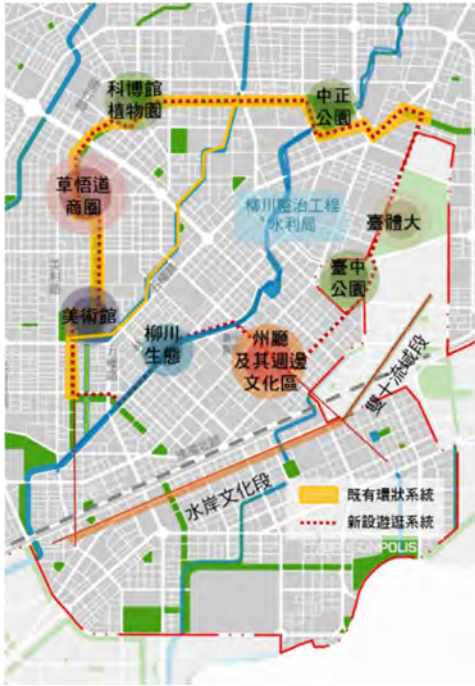 科博館
植物園
中正
公園
草悟道
商圈
柳川整治工程
水利局
臺體大
臺中
公園
美術館
柳川
生態
州廳
及其週邊
文化區
雙十流域段
水岸文化段
既有環狀系統
新設遊逛系統